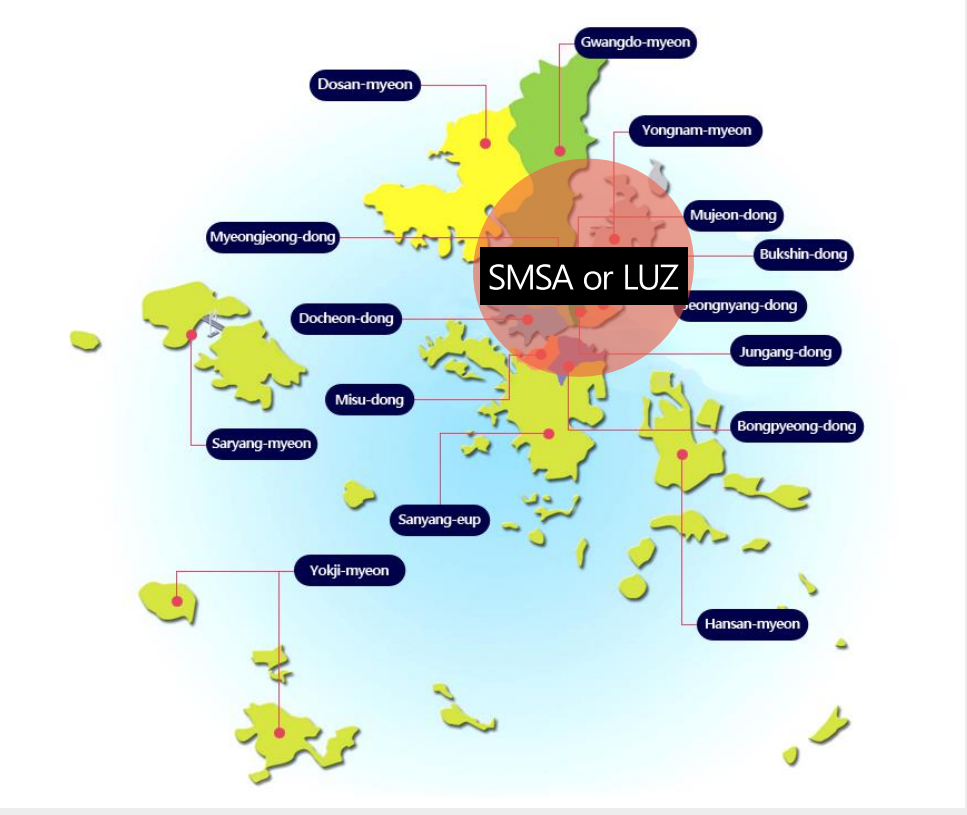 Gwangdo-myeon
Dosan-myeon
Yongnam-myeon
Mujeon-dong
Myeongjeong-dong
Bukshin-dong
SMSA or LUZ
Docheon-dong
eongnyang-dong
Jungang-dong
Misu-dong
Bongpyeong-dong
Saryang-myeon
Sanyang-eup
Yokji-myeon
Hansan-myeon